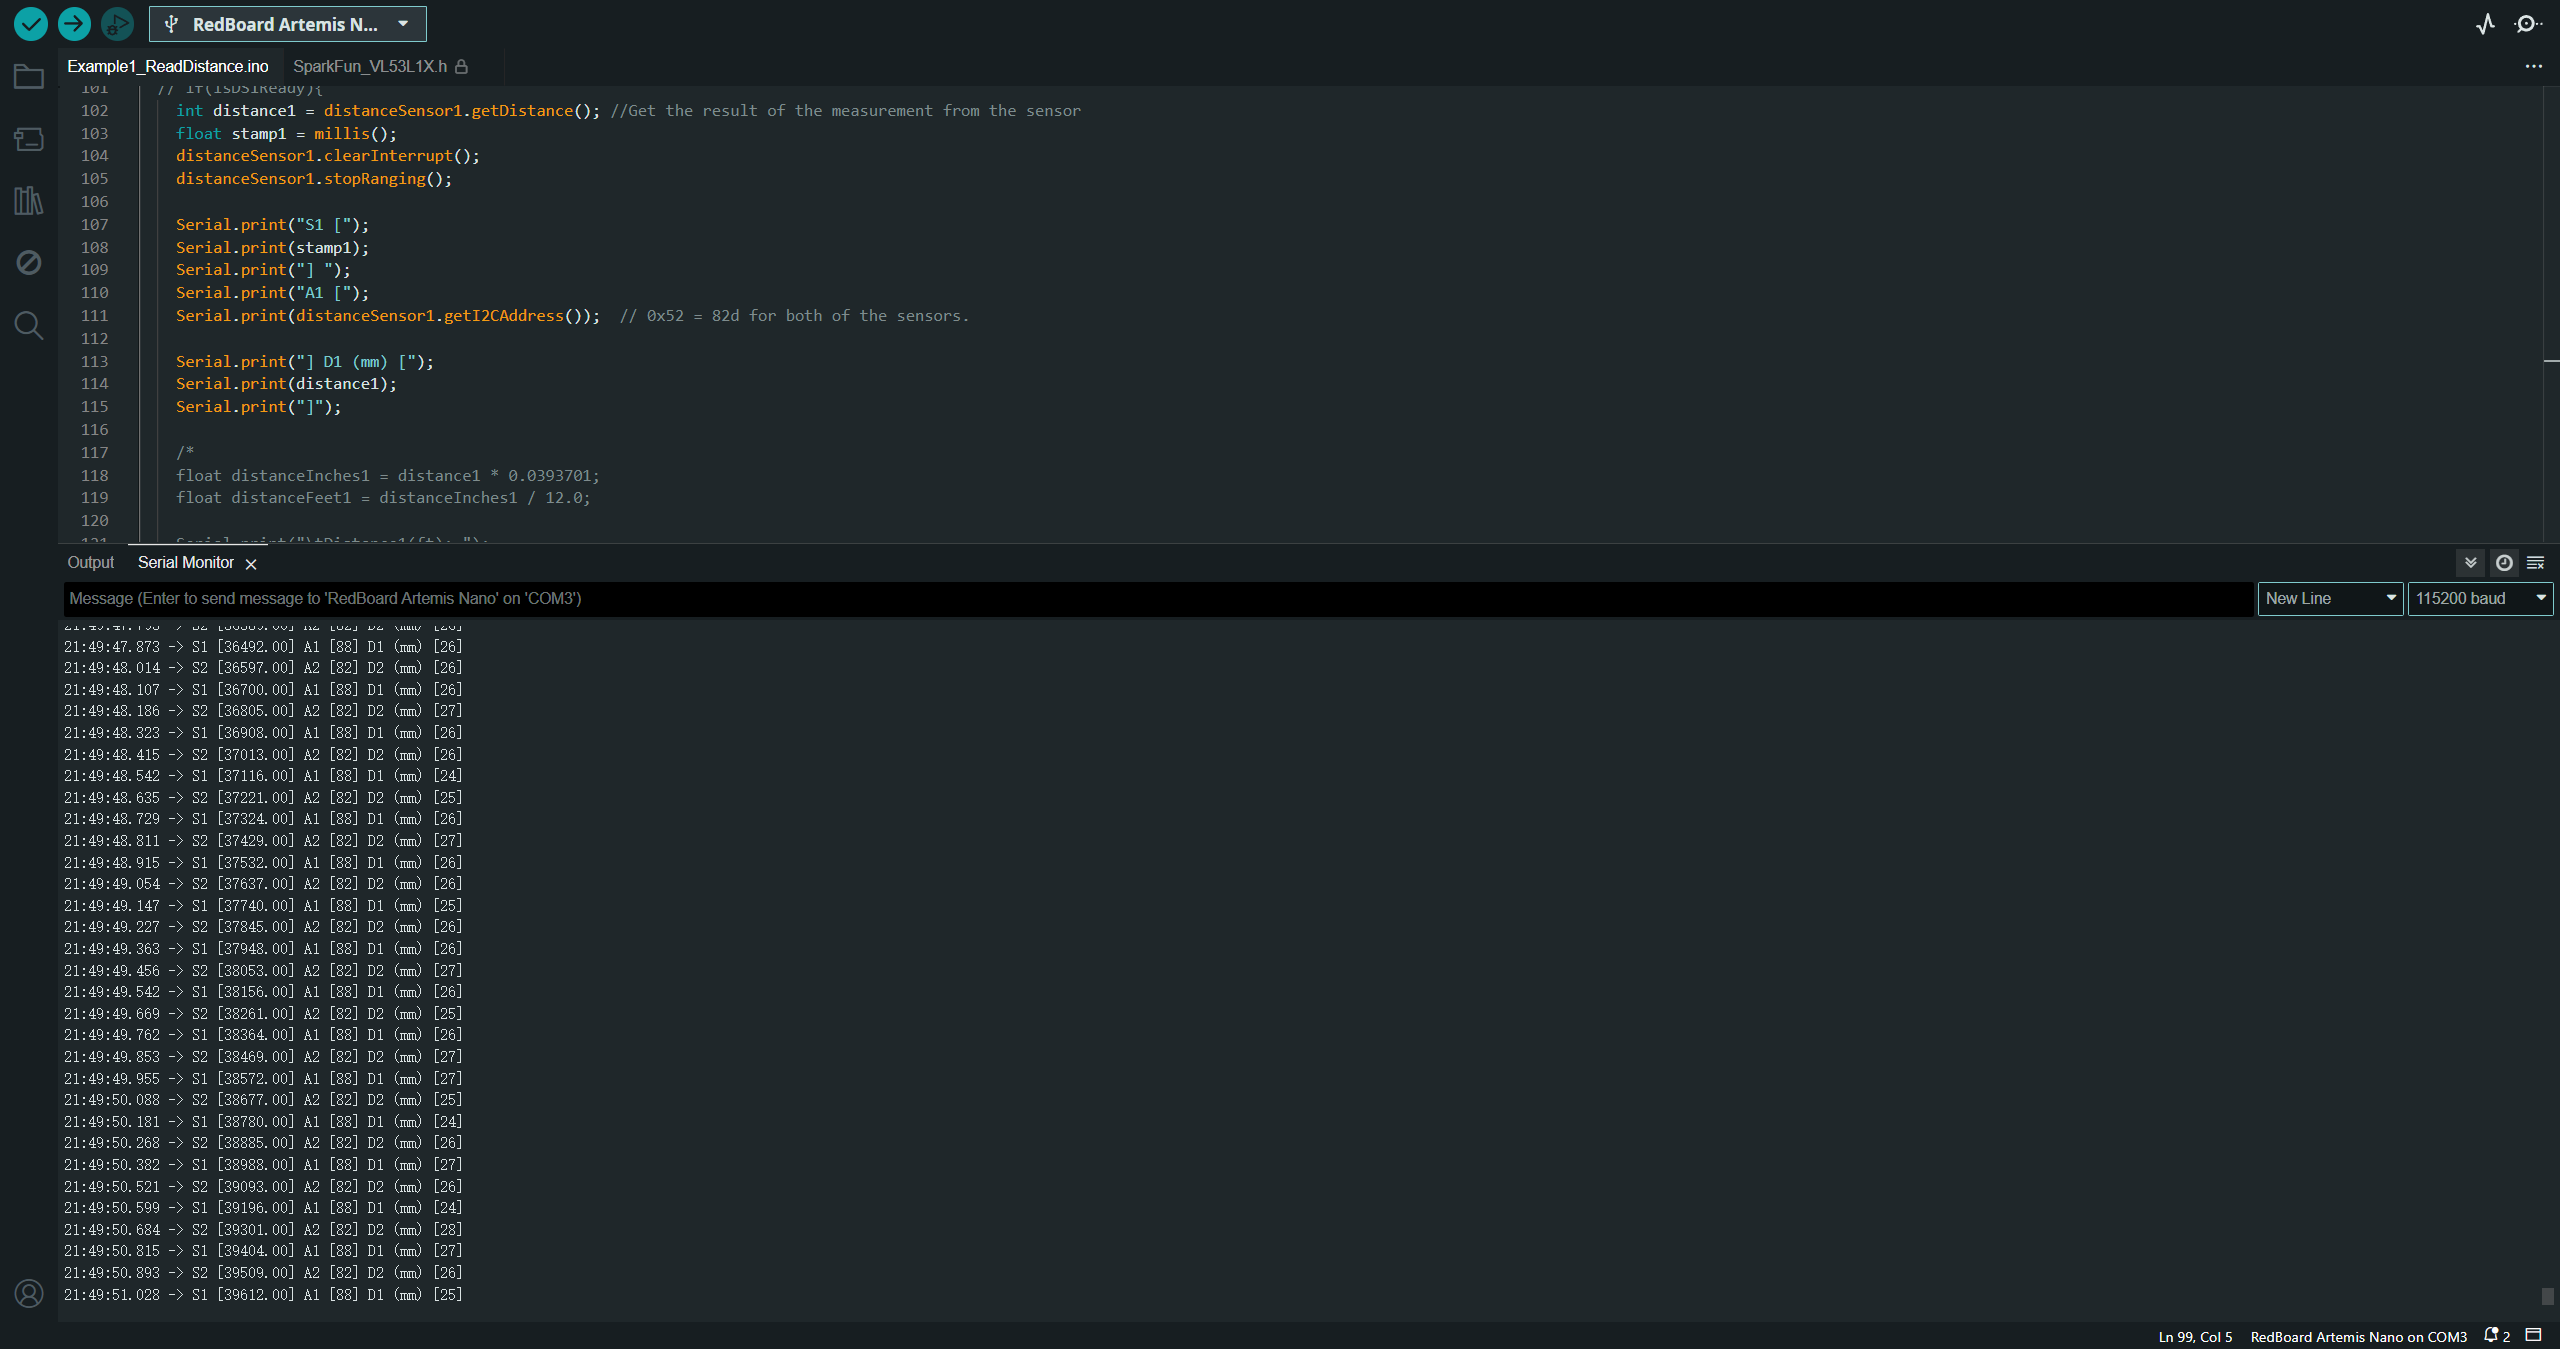 RedBoard Artemis N...
Example1_ReadDistance.ino SparkFun_VL53L1X.h
...
101 // if(isDS1Ready){
102 int distance1 = distanceSensor1.getDistance(); //Get the result of the measurement from the sensor
103 float stamp1 = millis();
104 distanceSensor1.clearInterrupt();
105 distanceSensor1.stopRanging();
106
107 Serial.print("S1 [");
108 Serial.print(stamp1);
109 Serial.print("] ");
110 Serial.print("A1 [");
111 Serial.print(distanceSensor1.getI2CAddress()); // 0x52 = 82d for both of the sensors.
112
113 Serial.print("] D1 (mm) [");
114 Serial.print(distance1);
115 Serial.print("]");
116
117 /*
118 float distanceInches1 = distance1 * 0.0393701;
119 float distanceFeet1 = distanceInches1 / 12.0;
120
121 Serial.print("\tDistance1(ft): ");
Output Serial Monitor
Message (Enter to send message to 'RedBoard Artemis Nano' on 'COM3') New Line 115200 baud
21:49:47.793 -> S2 [36389.00] A2 [82] D2 (mm) [26]
21:49:47.873 -> S1 [36492.00] A1 [88] D1 (mm) [26]
21:49:48.014 -> S2 [36597.00] A2 [82] D2 (mm) [26]
21:49:48.107 -> S1 [36700.00] A1 [88] D1 (mm) [26]
21:49:48.186 -> S2 [36805.00] A2 [82] D2 (mm) [27]
21:49:48.323 -> S1 [36908.00] A1 [88] D1 (mm) [26]
21:49:48.415 -> S2 [37013.00] A2 [82] D2 (mm) [26]
21:49:48.542 -> S1 [37116.00] A1 [88] D1 (mm) [24]
21:49:48.635 -> S2 [37221.00] A2 [82] D2 (mm) [25]
21:49:48.729 -> S1 [37324.00] A1 [88] D1 (mm) [26]
21:49:48.811 -> S2 [37429.00] A2 [82] D2 (mm) [27]
21:49:48.915 -> S1 [37532.00] A1 [88] D1 (mm) [26]
21:49:49.054 -> S2 [37637.00] A2 [82] D2 (mm) [26]
21:49:49.147 -> S1 [37740.00] A1 [88] D1 (mm) [25]
21:49:49.227 -> S2 [37845.00] A2 [82] D2 (mm) [26]
21:49:49.363 -> S1 [37948.00] A1 [88] D1 (mm) [26]
21:49:49.456 -> S2 [38053.00] A2 [82] D2 (mm) [27]
21:49:49.542 -> S1 [38156.00] A1 [88] D1 (mm) [26]
21:49:49.669 -> S2 [38261.00] A2 [82] D2 (mm) [25]
21:49:49.762 -> S1 [38364.00] A1 [88] D1 (mm) [26]
21:49:49.853 -> S2 [38469.00] A2 [82] D2 (mm) [27]
21:49:49.955 -> S1 [38572.00] A1 [88] D1 (mm) [27]
21:49:50.088 -> S2 [38677.00] A2 [82] D2 (mm) [25]
21:49:50.181 -> S1 [38780.00] A1 [88] D1 (mm) [24]
21:49:50.268 -> S2 [38885.00] A2 [82] D2 (mm) [26]
21:49:50.382 -> S1 [38988.00] A1 [88] D1 (mm) [27]
21:49:50.521 -> S2 [39093.00] A2 [82] D2 (mm) [26]
21:49:50.599 -> S1 [39196.00] A1 [88] D1 (mm) [24]
21:49:50.684 -> S2 [39301.00] A2 [82] D2 (mm) [28]
21:49:50.815 -> S1 [39404.00] A1 [88] D1 (mm) [27]
21:49:50.893 -> S2 [39509.00] A2 [82] D2 (mm) [26]
21:49:51.028 -> S1 [39612.00] A1 [88] D1 (mm) [25]
Ln 99, Col 5 RedBoard Artemis Nano on COM3 2